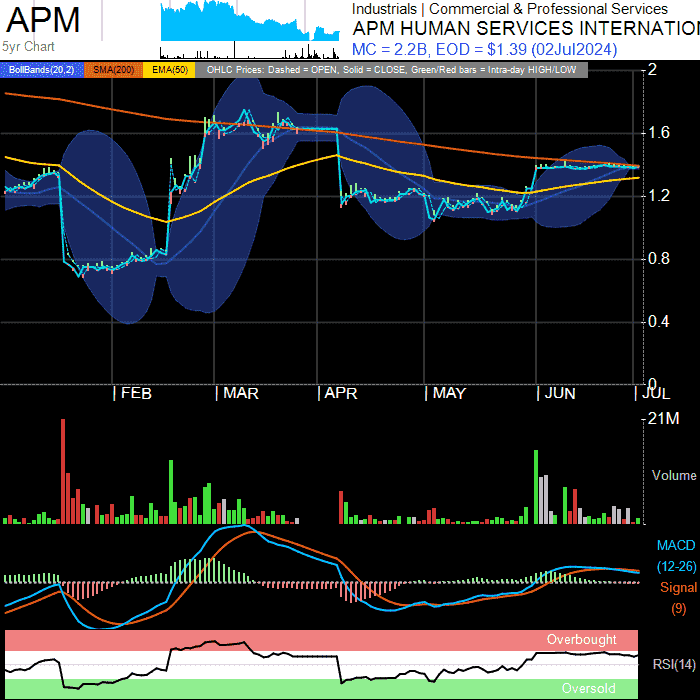 APM
5yr Chart
Industrials | Commercial & Professional Services
APM HUMAN SERVICES INTERNATION
MC = 2.2B, EOD = $1.39 (02Jul2024)
BollBands(20,2) SMA(200) EMA(50) OHLC Prices: Dashed = OPEN, Solid = CLOSE, Green/Red bars = Intra-day HIGH/LOW
2
1.6
1.2
0.8
0.4
0
FEB MAR APR MAY JUN JUL
21M
Volume
MACD
(12-26)
Signal
(9)
Overbought
RSI(14)
Oversold